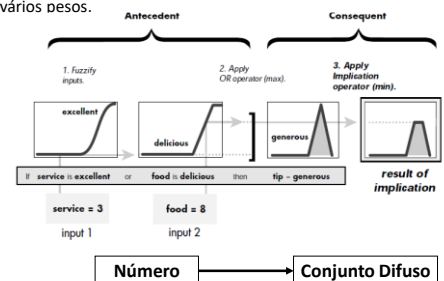 vários pesos.
Antecedent
Consequent
1. Fuzzify
inputs.
2. Apply
OR operator (max).
3. Apply
Implication
operator (min).
excellent
delicious
generous
If service is excellent or food is delicious then tip = generous
result of
implication
service = 3
food = 8
input 1
input 2
Número
Conjunto Difuso